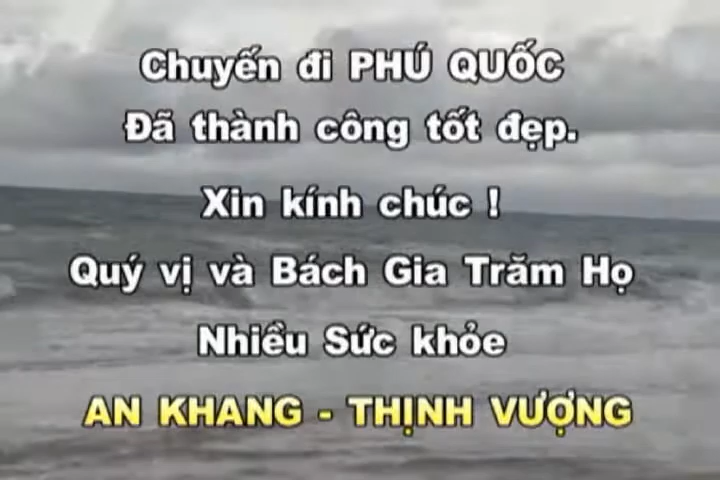 Chuyến đi PHÚ QUỐC
Đã thành công tốt đẹp.
Xin kính chúc !
Quý vị và Bách Gia Trăm Họ
Nhiều Sức khỏe
AN KHANG - THỊNH VƯỢNG